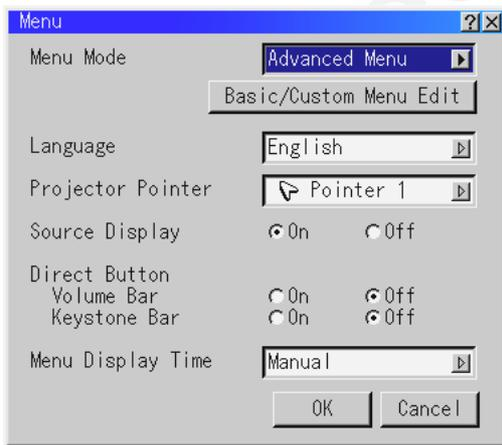 Menu
Menu Mode Advanced Menu
Basic/Custom Menu Edit
Language English
Projector Pointer Pointer 1
Source Display On Off
Direct Button
Volume Bar On Off
Keystone Bar On Off
Menu Display Time Manual
OK Cancel